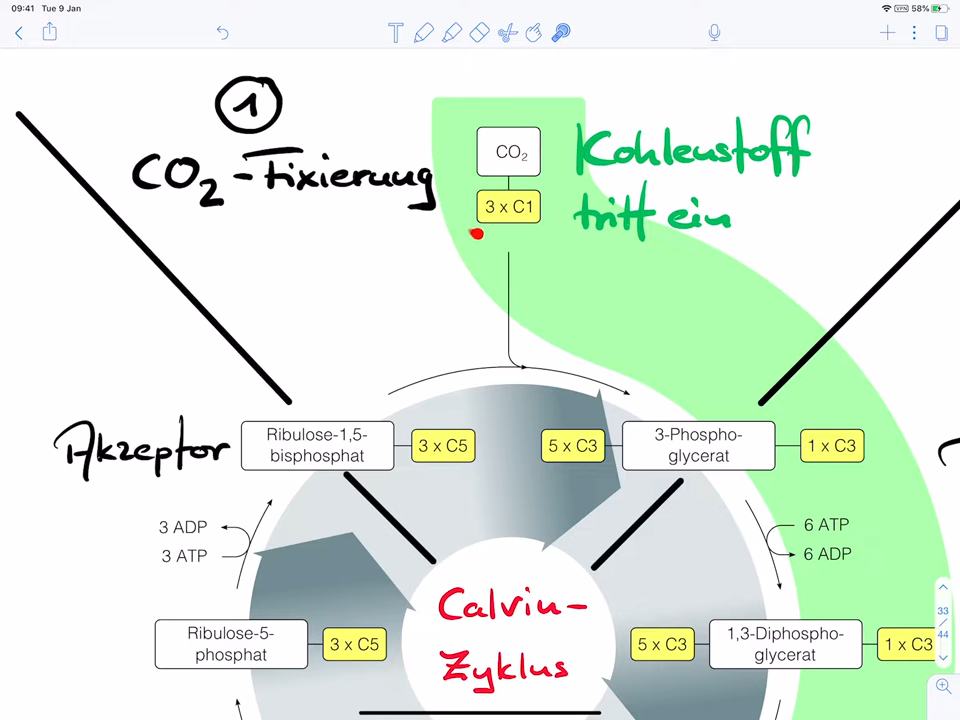 09:41 Tue 9 Jan
VPN 58%
T
1
CO2-Fixierung
CO2
3 x C1
Kohlenstoff
tritt ein
Akzeptor
Ribulose-1,5-
bisphosphat
3 x C5
5 x C3
3-Phospho-
glycerat
1 x C3
3 ADP
3 ATP
6 ATP
6 ADP
Calvin-
Zyklus
Ribulose-5-
phosphat
3 x C5
5 x C3
1,3-Diphospho-
glycerat
1 x C3
33
/
44